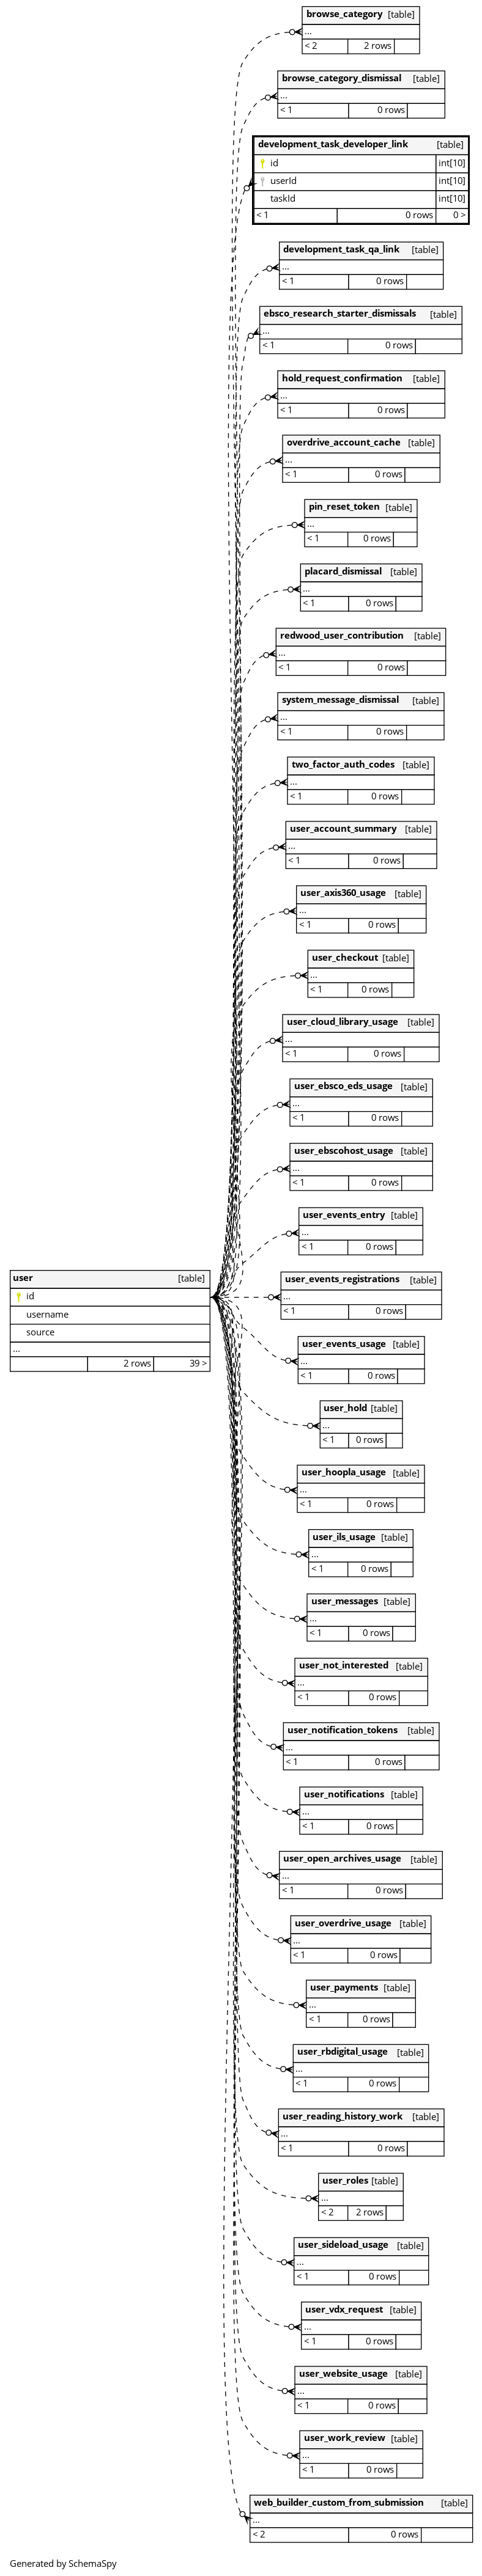 browse_category [table]
...
< 2 2 rows
browse_category_dismissal [table]
...
< 1 0 rows
development_task_developer_link [table]
id int[10]
userId int[10]
taskId int[10]
< 1 0 rows 0 >
development_task_qa_link [table]
...
< 1 0 rows
ebsco_research_starter_dismissals [table]
...
< 1 0 rows
hold_request_confirmation [table]
...
< 1 0 rows
overdrive_account_cache [table]
...
< 1 0 rows
pin_reset_token [table]
...
< 1 0 rows
placard_dismissal [table]
...
< 1 0 rows
redwood_user_contribution [table]
...
< 1 0 rows
system_message_dismissal [table]
...
< 1 0 rows
two_factor_auth_codes [table]
...
< 1 0 rows
user_account_summary [table]
...
< 1 0 rows
user_axis360_usage [table]
...
< 1 0 rows
user_checkout [table]
...
< 1 0 rows
user_cloud_library_usage [table]
...
< 1 0 rows
user_ebsco_eds_usage [table]
...
< 1 0 rows
user_ebscohost_usage [table]
...
< 1 0 rows
user_events_entry [table]
...
< 1 0 rows
user [table]
id
username
source
...
2 rows 39 >
user_events_registrations [table]
...
< 1 0 rows
user_events_usage [table]
...
< 1 0 rows
user_hold [table]
...
< 1 0 rows
user_hoopla_usage [table]
...
< 1 0 rows
user_ils_usage [table]
...
< 1 0 rows
user_messages [table]
...
< 1 0 rows
user_not_interested [table]
...
< 1 0 rows
user_notification_tokens [table]
...
< 1 0 rows
user_notifications [table]
...
< 1 0 rows
user_open_archives_usage [table]
...
< 1 0 rows
user_overdrive_usage [table]
...
< 1 0 rows
user_payments [table]
...
< 1 0 rows
user_rbdigital_usage [table]
...
< 1 0 rows
user_reading_history_work [table]
...
< 1 0 rows
user_roles [table]
...
< 2 2 rows
user_sideload_usage [table]
...
< 1 0 rows
user_vdx_request [table]
...
< 1 0 rows
user_website_usage [table]
...
< 1 0 rows
user_work_review [table]
...
< 1 0 rows
web_builder_custom_from_submission [table]
...
< 2 0 rows
Generated by SchemaSpy